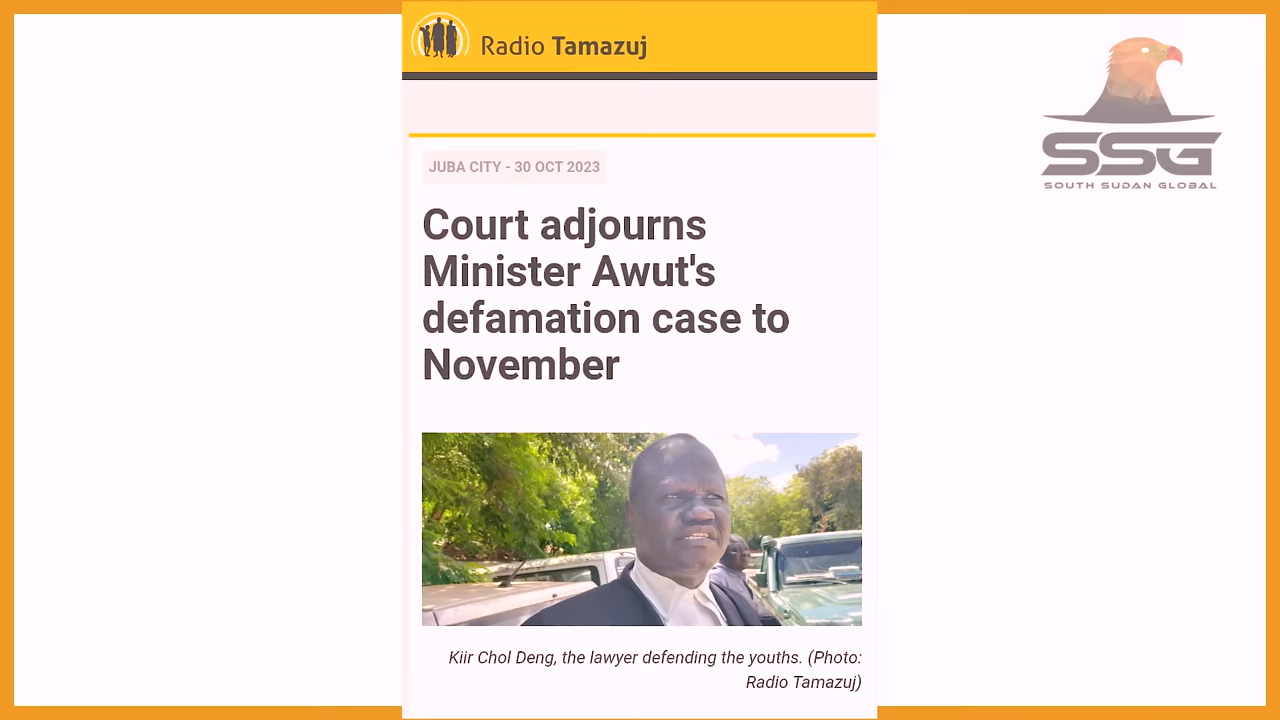 Radio Tamazuj
SSG
SOUTH SUDAN GLOBAL
JUBA CITY - 30 OCT 2023
Court adjourns
Minister Awut's
defamation case to
November
Kiir Chol Deng, the lawyer defending the youths. (Photo:
Radio Tamazuj)